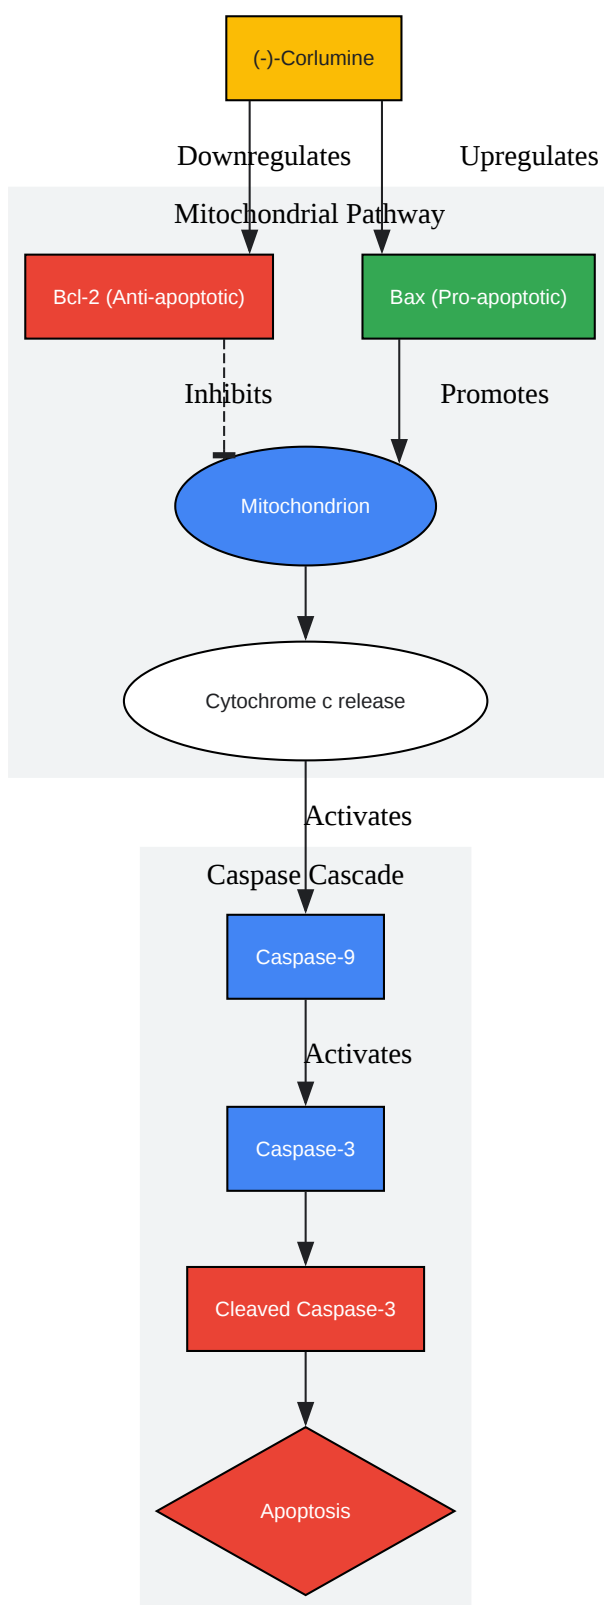 (-)-Corlumine
Downregulates
Upregulates
Mitochondrial Pathway
Bcl-2 (Anti-apoptotic)
Bax (Pro-apoptotic)
Inhibits
Promotes
Mitochondrion
Cytochrome c release
Activates
Caspase Cascade
Caspase-9
Activates
Caspase-3
Cleaved Caspase-3
Apoptosis